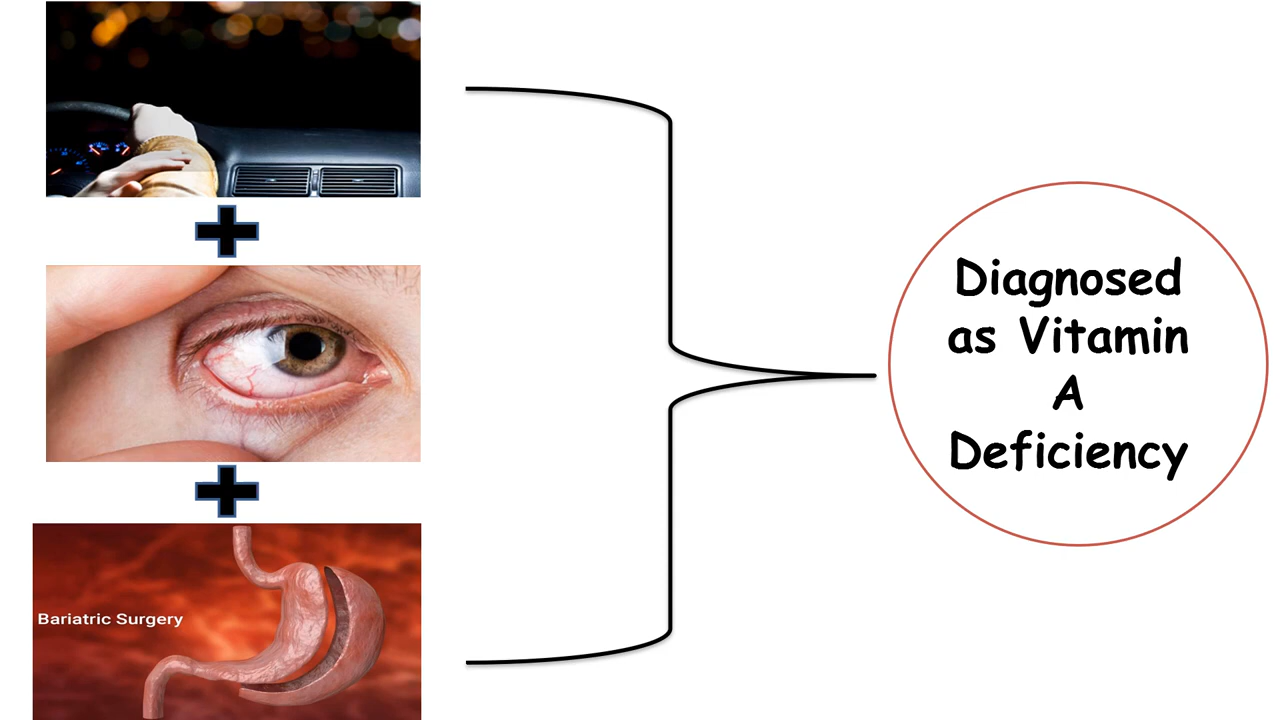 Bariatric Surgery
Diagnosed
as Vitamin
A
Deficiency